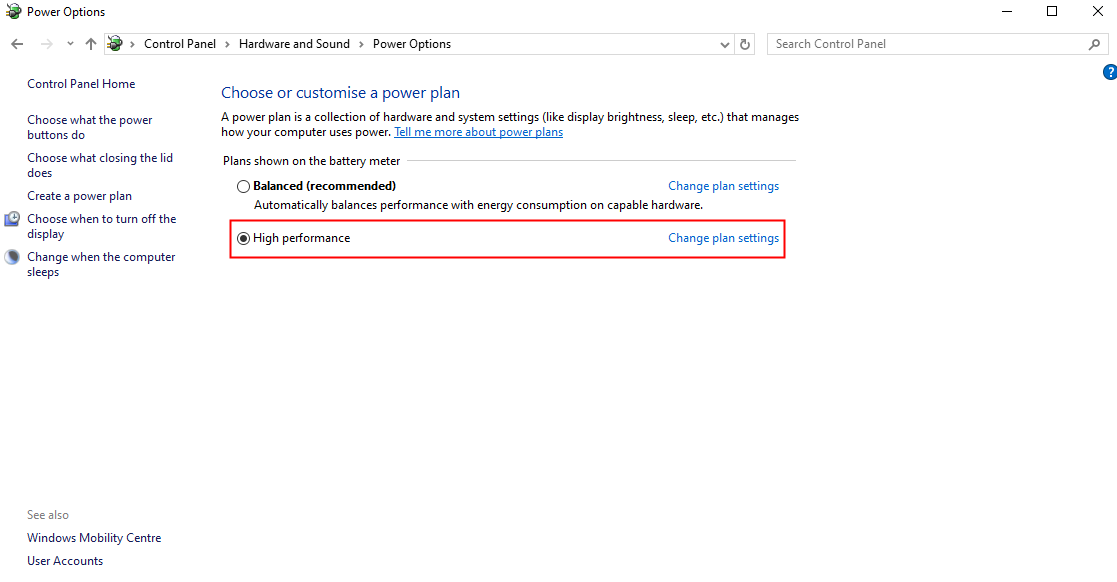 Power Options
Control Panel > Hardware and Sound > Power Options
Search Control Panel
?
Control Panel Home
Choose what the power
buttons do
Choose what closing the lid
does
Create a power plan
Choose when to turn off the
display
Change when the computer
sleeps
Choose or customise a power plan
A power plan is a collection of hardware and system settings (like display brightness, sleep, etc.) that manages
how your computer uses power. Tell me more about power plans
Plans shown on the battery meter
Balanced (recommended) Change plan settings
Automatically balances performance with energy consumption on capable hardware.
High performance Change plan settings
See also
Windows Mobility Centre
User Accounts